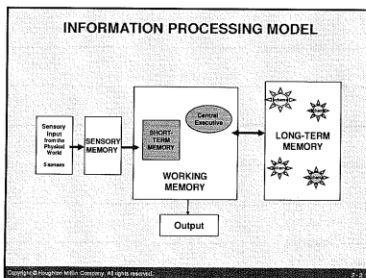 INFORMATION PROCESSING MODEL
Sensory
Input
from the
Physical
World
5 senses
SENSORY
MEMORY
SHORT-
TERM
MEMORY
Central
Executive
WORKING
MEMORY
Output
LONG-TERM
MEMORY
Copyright © Houghton Mifflin Company. All rights reserved.